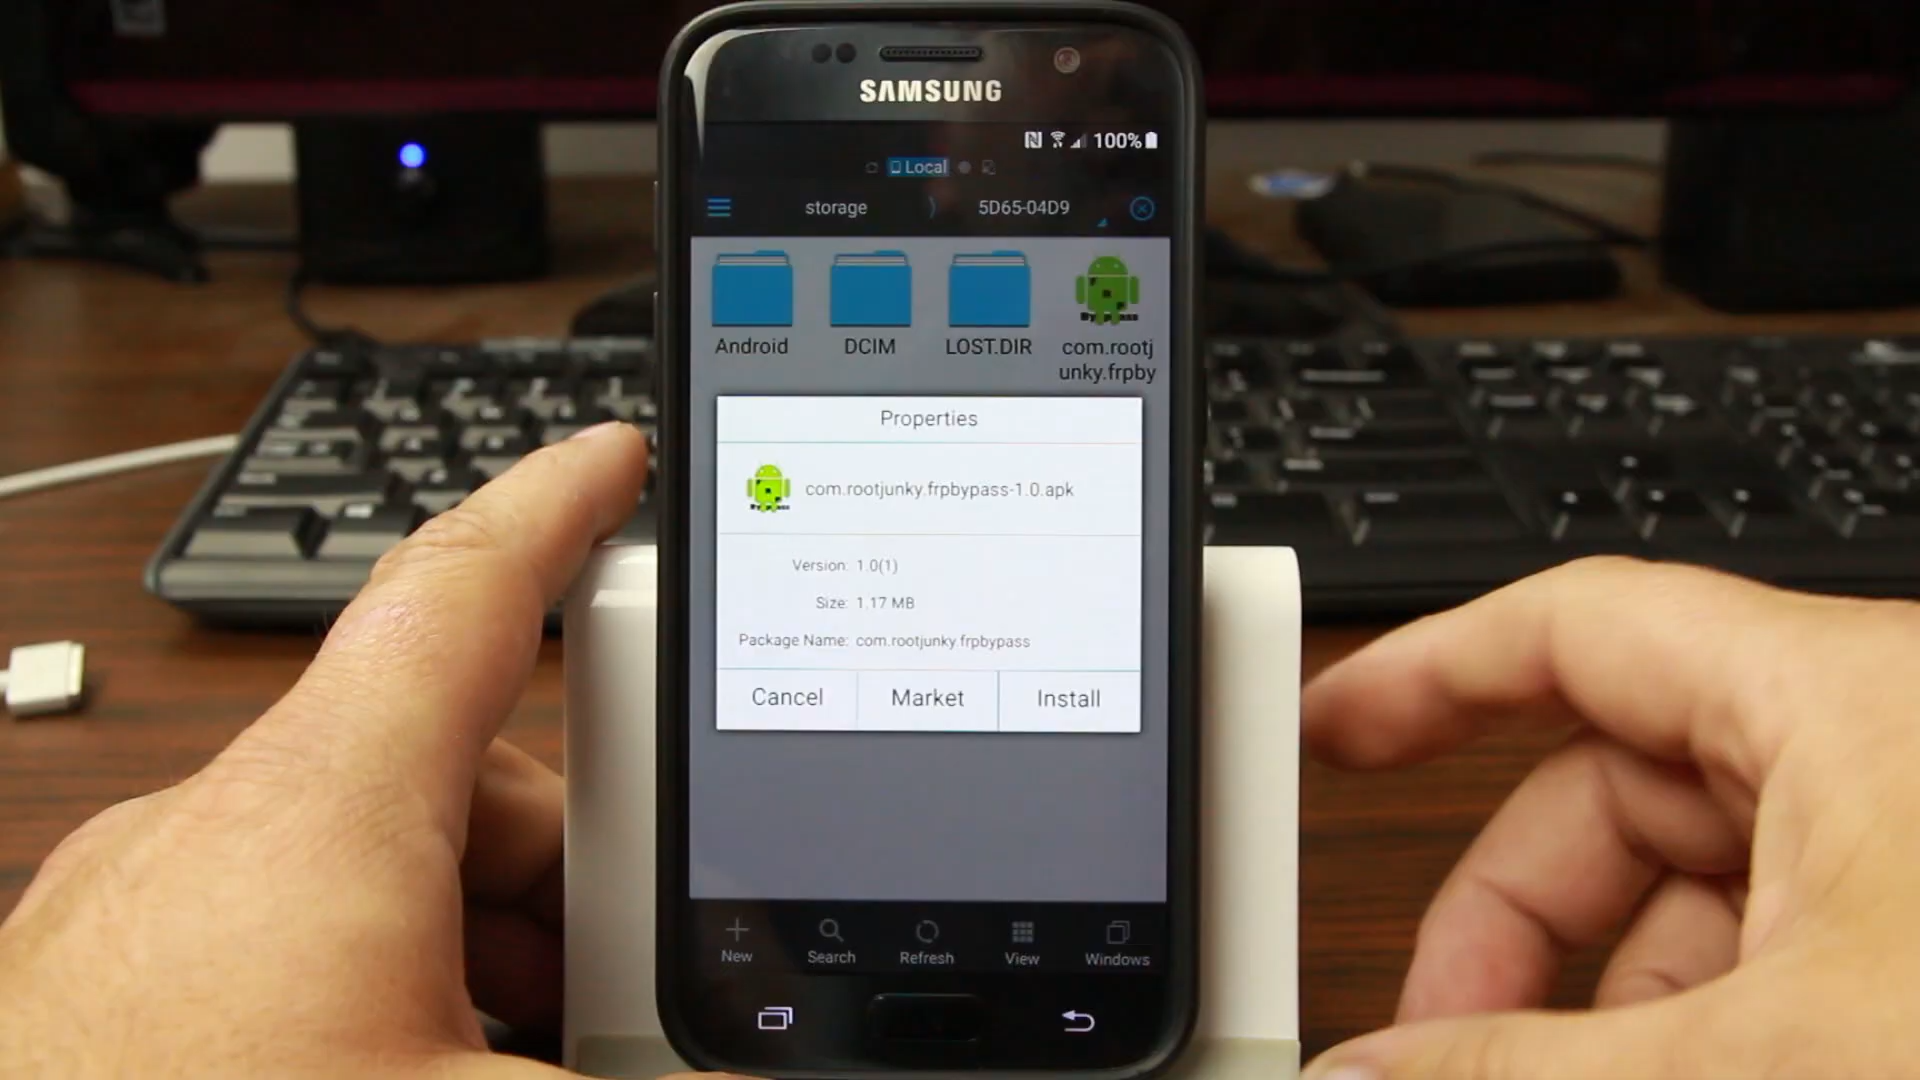 SAMSUNG
100%
Local
storage
5D65-04D9
Android
DCIM
LOST.DIR
com.rootj
unky.frpby
Properties
com.rootjunky.frpbypass-1.0.apk
Version: 1.0(1)
Size: 1.17 MB
Package Name: com.rootjunky.frpbypass
Cancel
Market
Install
New
Search
Refresh
View
Windows